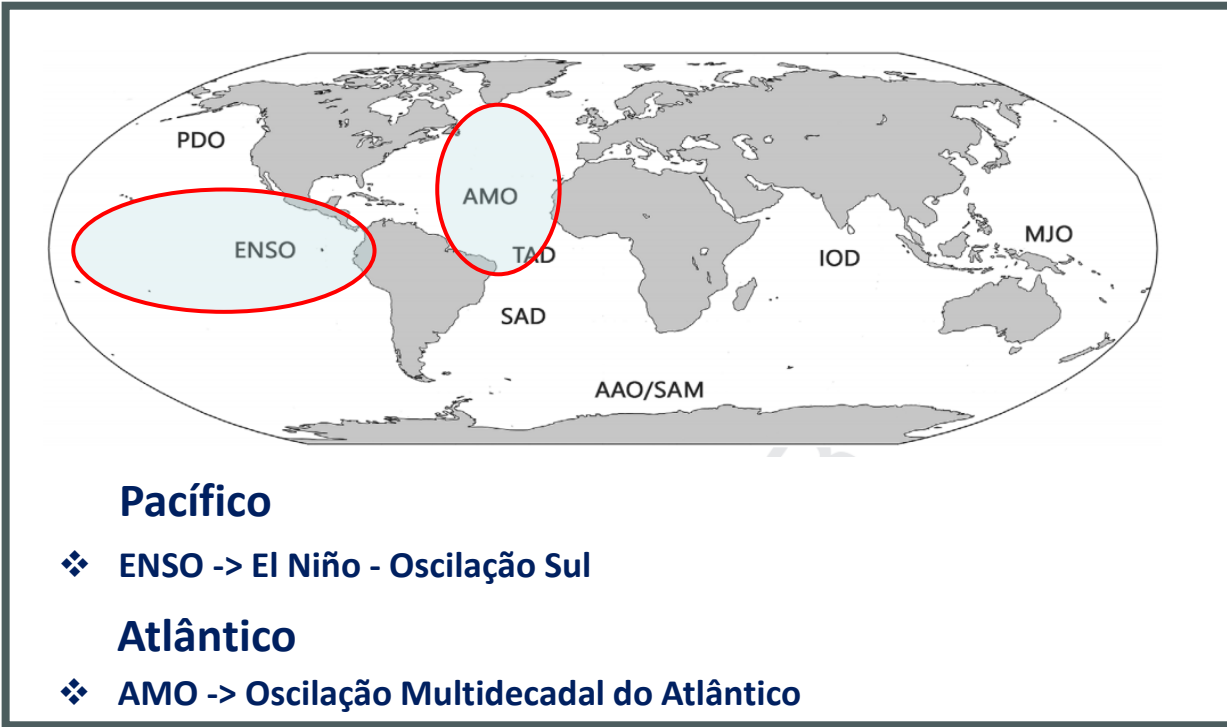 PDO
AMO
ENSO
TAD
IOD
MJO
SAD
AAO/SAM
Pacífico
❖ ENSO -> El Niño - Oscilação Sul
Atlântico
❖ AMO -> Oscilação Multidecadal do Atlântico